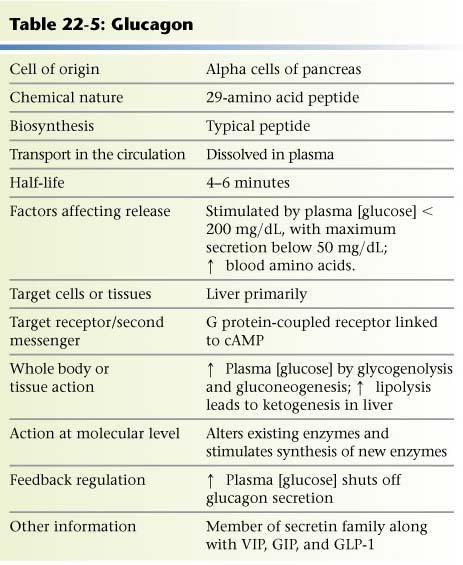 Table 22-5: Glucagon
Cell of origin Alpha cells of pancreas
Chemical nature 29-amino acid peptide
Biosynthesis Typical peptide
Transport in the circulation Dissolved in plasma
Half-life 4–6 minutes
Factors affecting release Stimulated by plasma [glucose] <
200 mg/dL, with maximum
secretion below 50 mg/dL;
↑ blood amino acids.
Target cells or tissues Liver primarily
Target receptor/second G protein-coupled receptor linked
messenger to cAMP
Whole body or ↑ Plasma [glucose] by glycogenolysis
tissue action and gluconeogenesis; ↑ lipolysis
leads to ketogenesis in liver
Action at molecular level Alters existing enzymes and
stimulates synthesis of new enzymes
Feedback regulation ↑ Plasma [glucose] shuts off
glucagon secretion
Other information Member of secretin family along
with VIP, GIP, and GLP-1